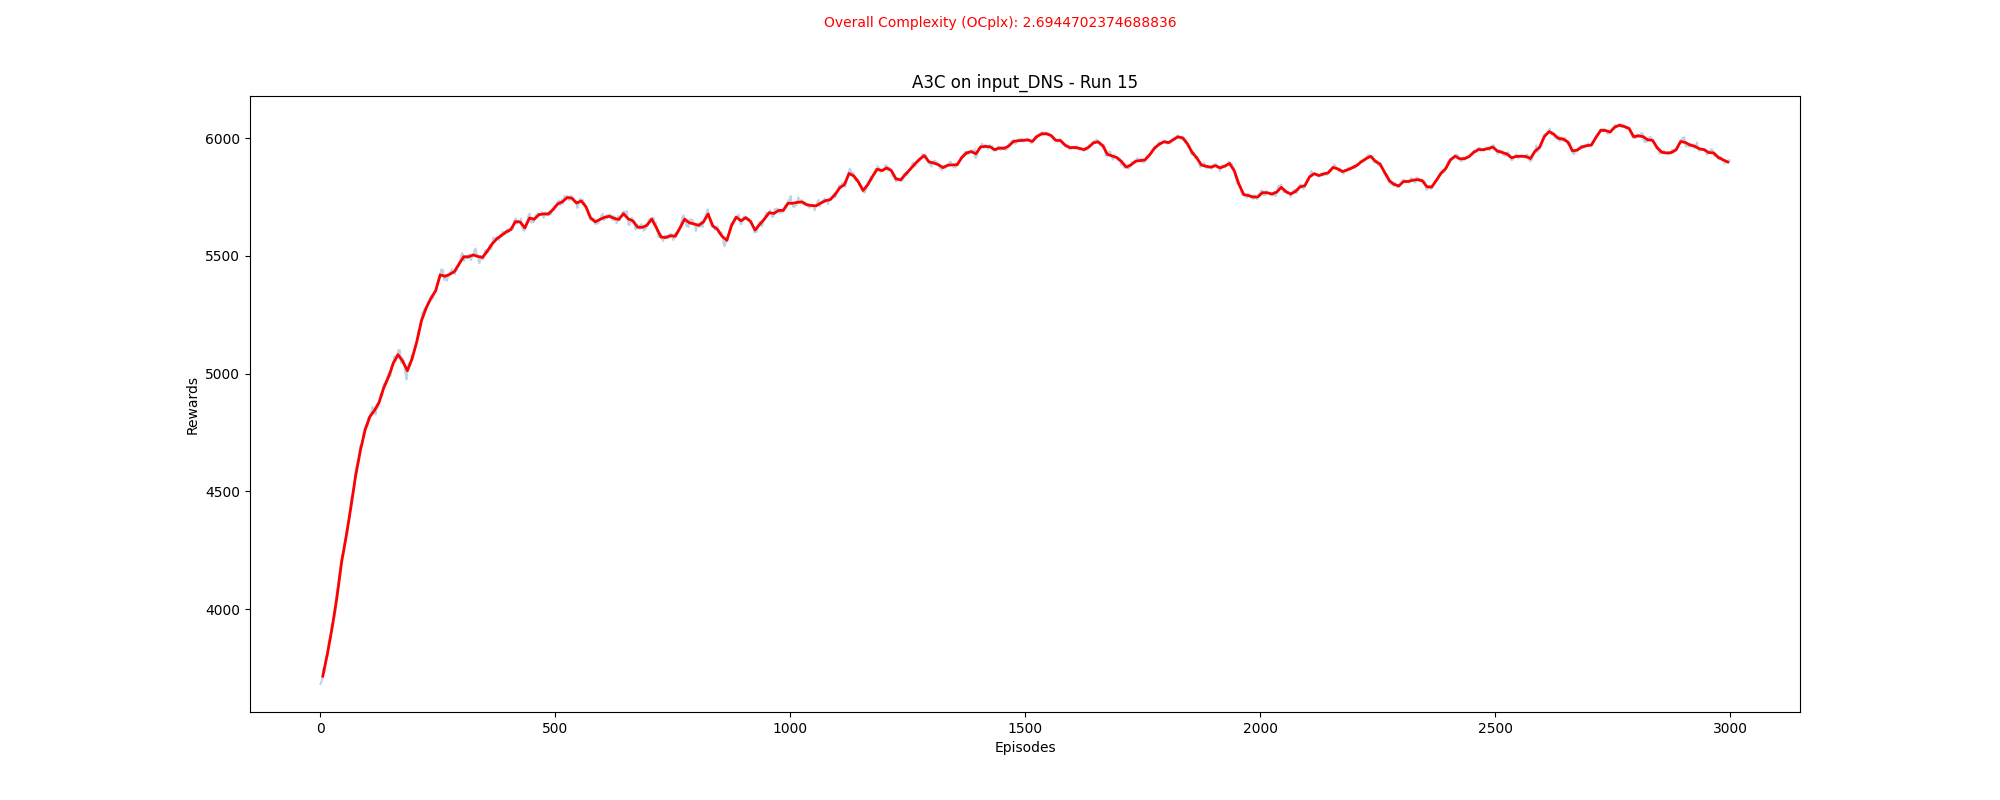 Overall Complexity (OCplx): 2.6944702374688836
A3C on input_DNS - Run 15
6000
5500
5000
4500
4000
Rewards
0 500 1000 1500 2000 2500 3000
Episodes